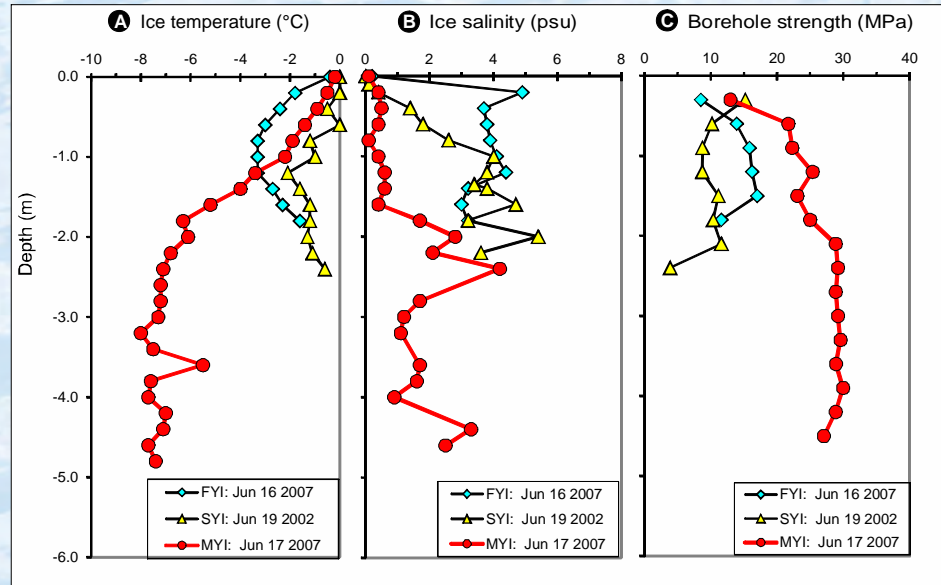 A Ice temperature (°C)
B Ice salinity (psu)
C Borehole strength (MPa)
-10 -8 -6 -4 -2 0
0 2 4 6 8
0 10 20 30 40
Depth (m)
0.0
-1.0
-2.0
-3.0
-4.0
-5.0
-6.0
FYI: Jun 16 2007
SYI: Jun 19 2002
MYI: Jun 17 2007
FYI: Jun 16 2007
SYI: Jun 19 2002
MYI: Jun 17 2007
FYI: Jun 16 2007
SYI: Jun 19 2002
MYI: Jun 17 2007